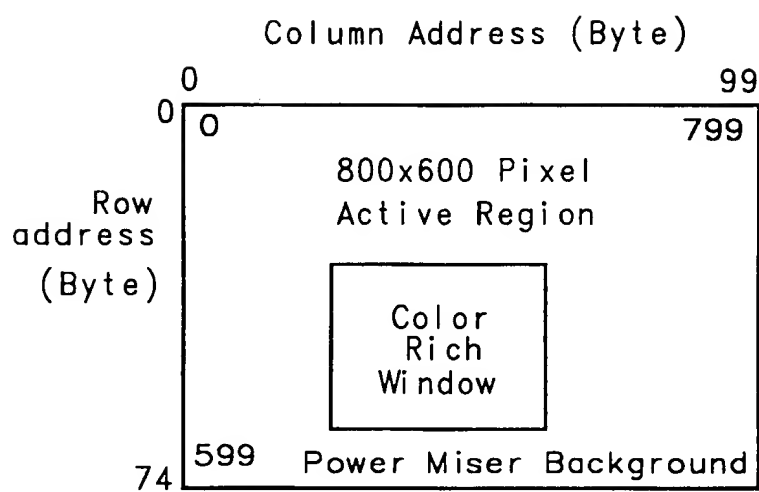 Column Address (Byte)
0 99
0
0 799
800x600 Pixel
Active Region
Row
address
(Byte)
Color
Rich
Window
599 Power Miser Background
74